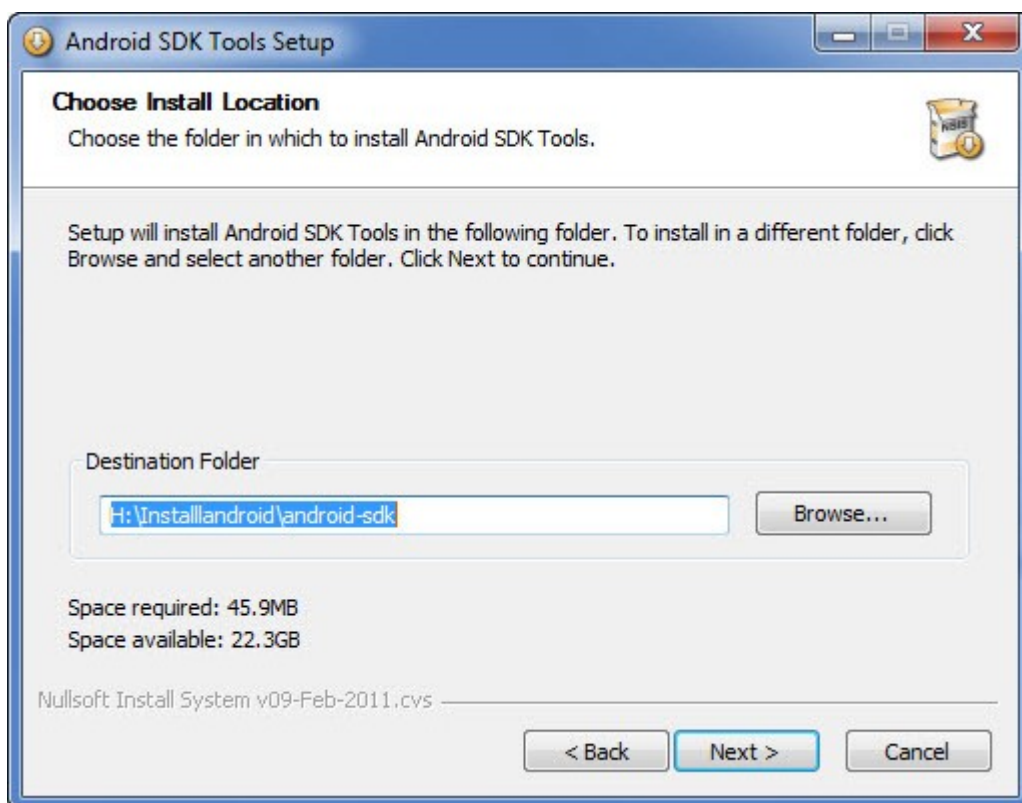 Android SDK Tools Setup
Choose Install Location
Choose the folder in which to install Android SDK Tools.
NSIS
Setup will install Android SDK Tools in the following folder. To install in a different folder, click
Browse and select another folder. Click Next to continue.
Destination Folder
H:\Installandroid\android-sdk
Browse...
Space required: 45.9MB
Space available: 22.3GB
Nullsoft Install System v09-Feb-2011.cvs
< Back
Next >
Cancel